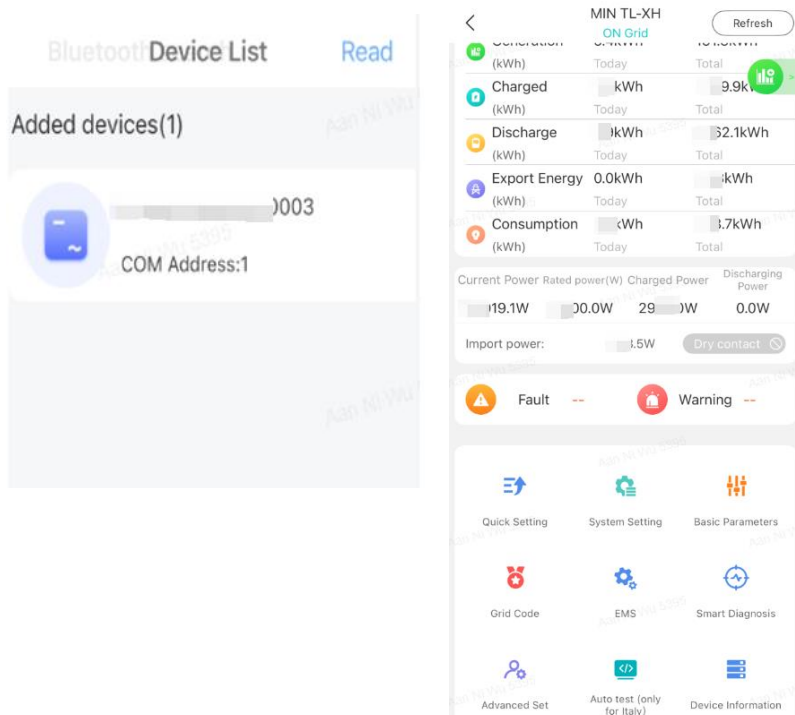 Bluetooth
Device List
Read
Added devices(1)
0003
COM Address:1
MIN TL-XH
ON Grid
Refresh
Generation
(kWh) Today Total
Charged kWh 9.9k
(kWh) Today Total
Discharge kWh 62.1kWh
(kWh) Today Total
Export Energy 0.0kWh kWh
(kWh) Today Total
Consumption kWh 3.7kWh
(kWh) Today Total
Current Power Rated power(W) Charged Power Discharging
Power
19.1W 00.0W 29 W 0.0W
Import power: .5W Dry contact
Fault -- Warning --
Quick Setting System Setting Basic Parameters
Grid Code EMS Smart Diagnosis
Advanced Set Auto test (only
for Italy) Device Information